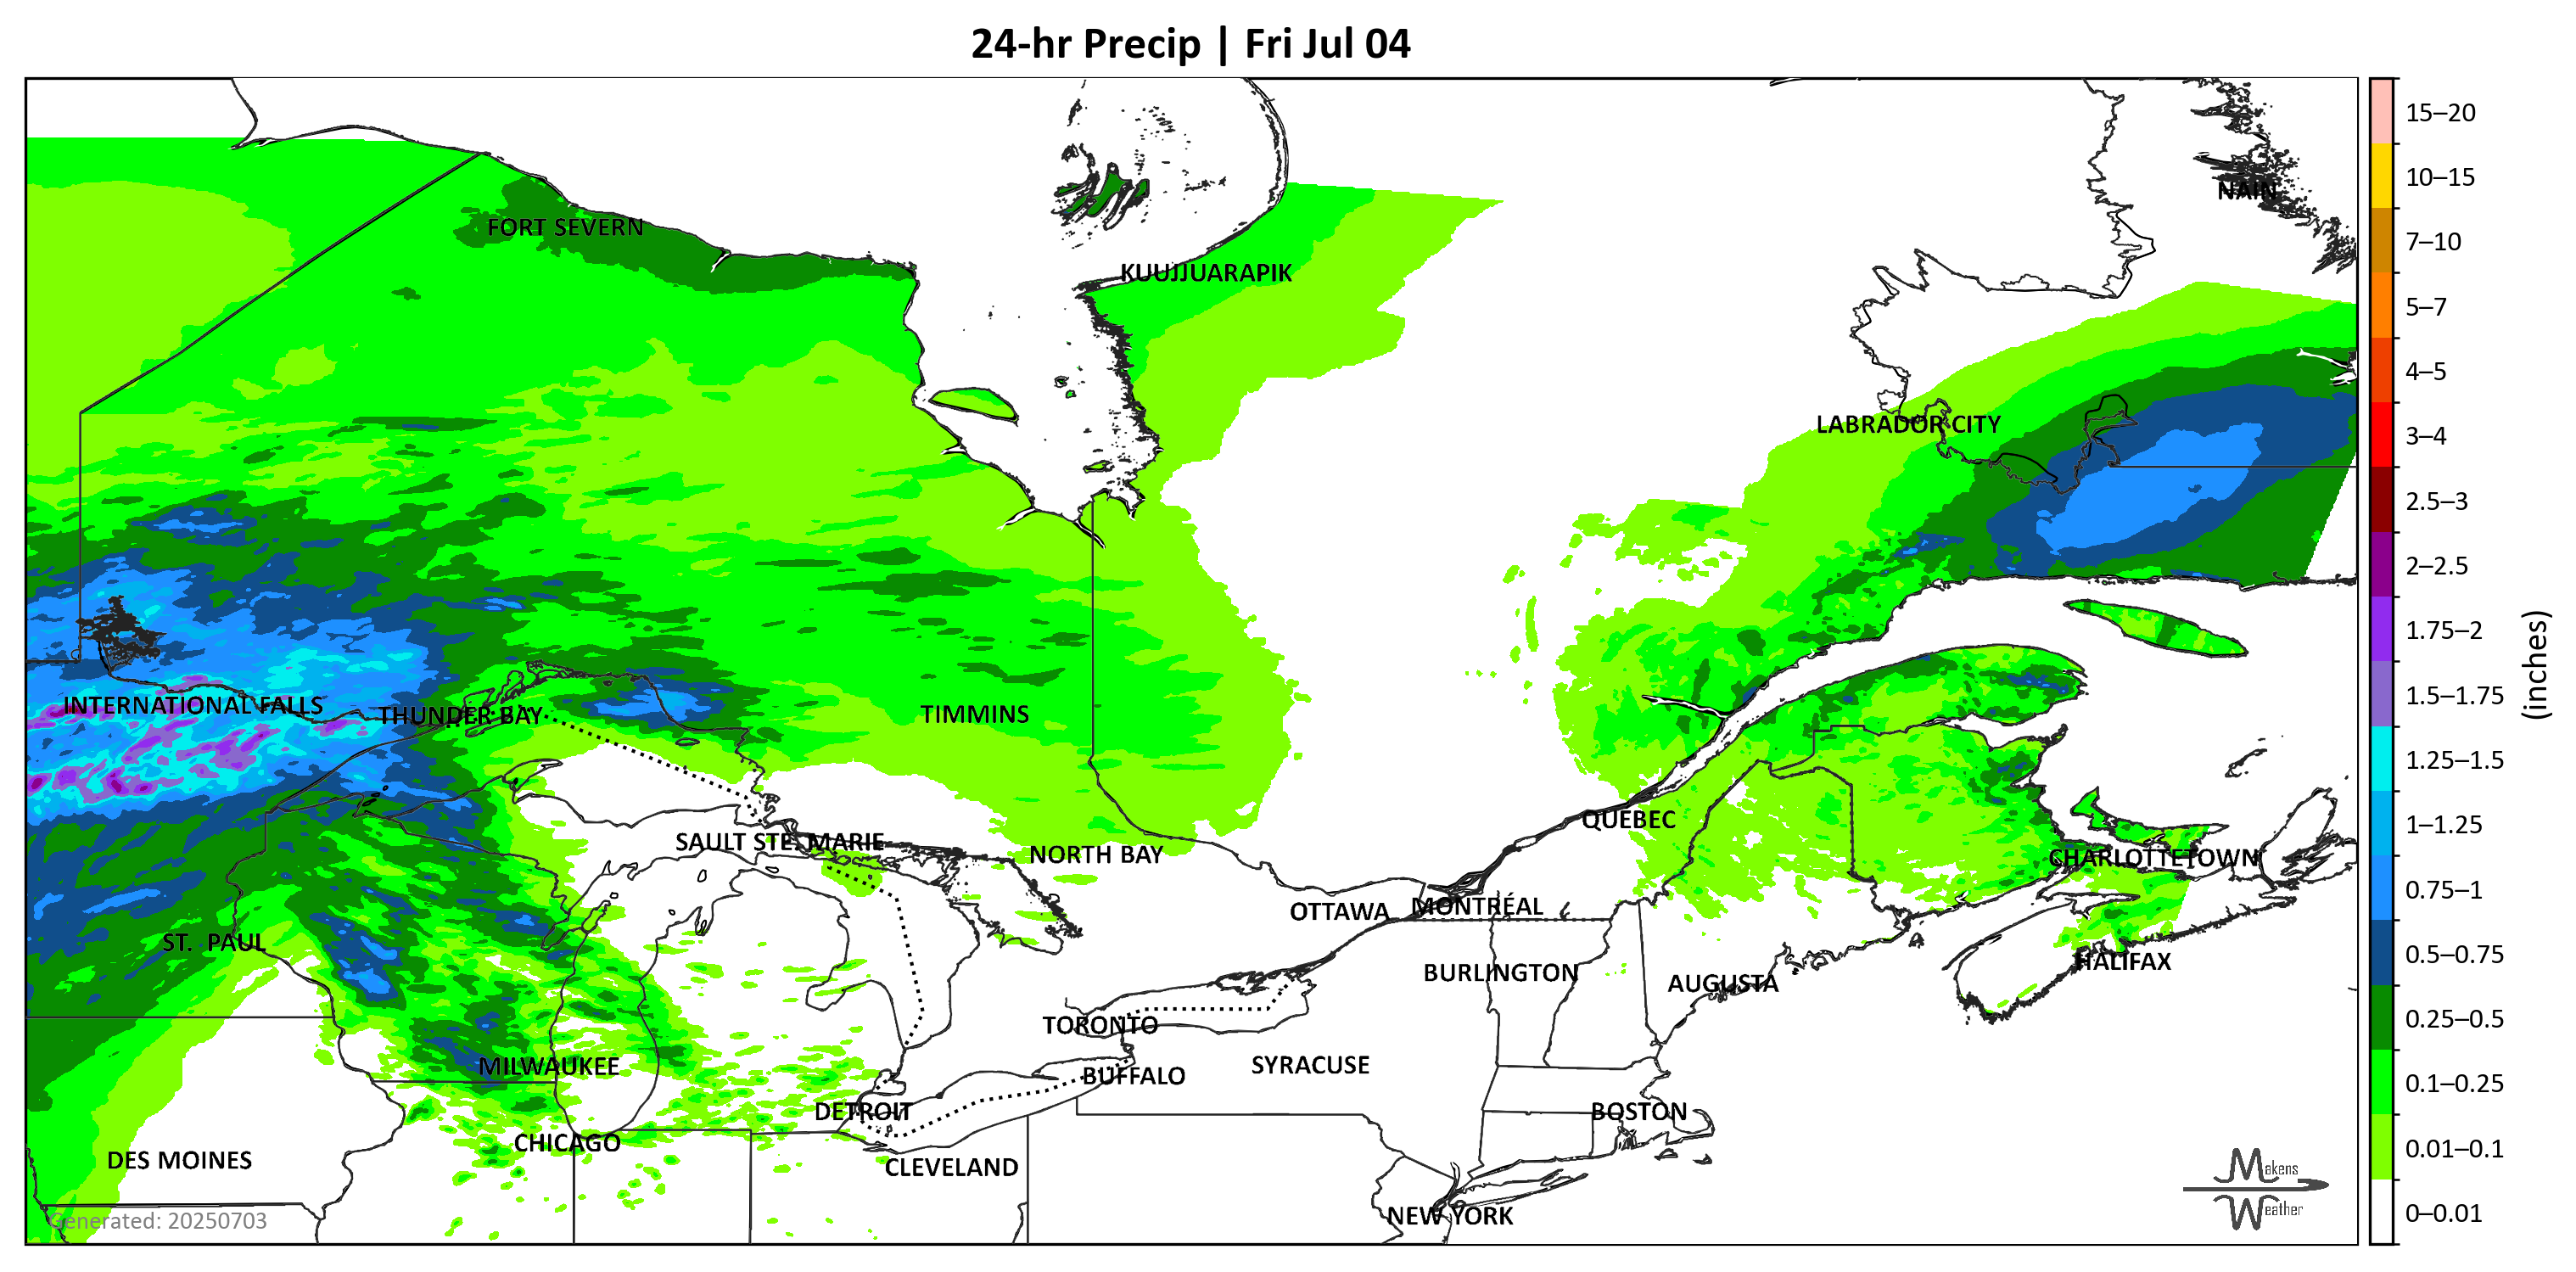 24-hr Precip | Fri Jul 04
NAIN
FORT SEVERN
KUUJJUARAPIK
LABRADOR CITY
INTERNATIONAL FALLS
THUNDER BAY
TIMMINS
QUÉBEC
SAULT STE. MARIE
NORTH BAY
CHARLOTTETOWN
OTTAWA
MONTRÉAL
ST. PAUL
HALIFAX
BURLINGTON
AUGUSTA
TORONTO
MILWAUKEE
SYRACUSE
BUFFALO
DETROIT
BOSTON
CHICAGO
DES MOINES
CLEVELAND
NEW YORK
Generated: 20250703
Makens
Weather
15–20
10–15
7–10
5–7
4–5
3–4
2.5–3
2–2.5
1.75–2
1.5–1.75
1.25–1.5
1–1.25
0.75–1
0.5–0.75
0.25–0.5
0.1–0.25
0.01–0.1
0–0.01
(inches)